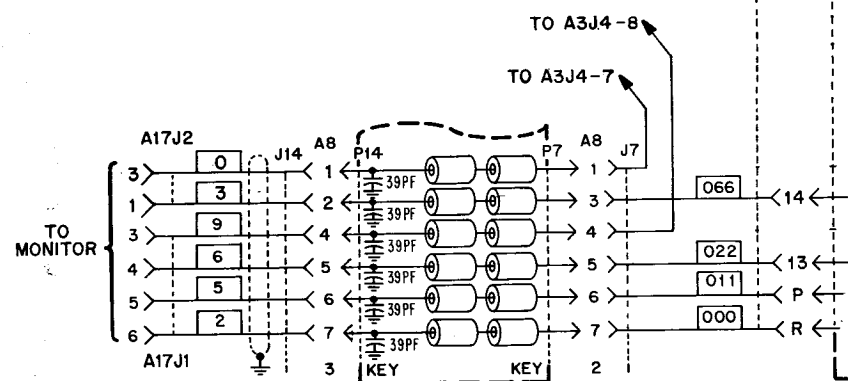 TO A3J4-8
TO A3J4-7
A17J2 J14 A8 P14 P7 A8 J7
3 0 1 39PF 1
1 3 2 39PF 3 066 14
3 9 4 39PF 4
TO
MONITOR
4 6 5 39PF 5 022 13
5 5 6 39PF 6 011 P
6 2 7 39PF 7 000 R
A17J1 3 KEY KEY 2